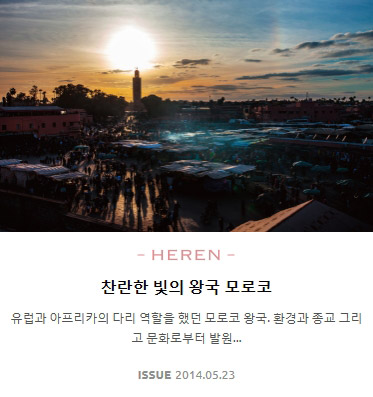 - HEREN -
찬란한 빛의 왕국 모로코
유럽과 아프리카의 다리 역할을 했던 모로코 왕국. 환경과 종교 그리
고 문화로부터 발원...
ISSUE 2014.05.23